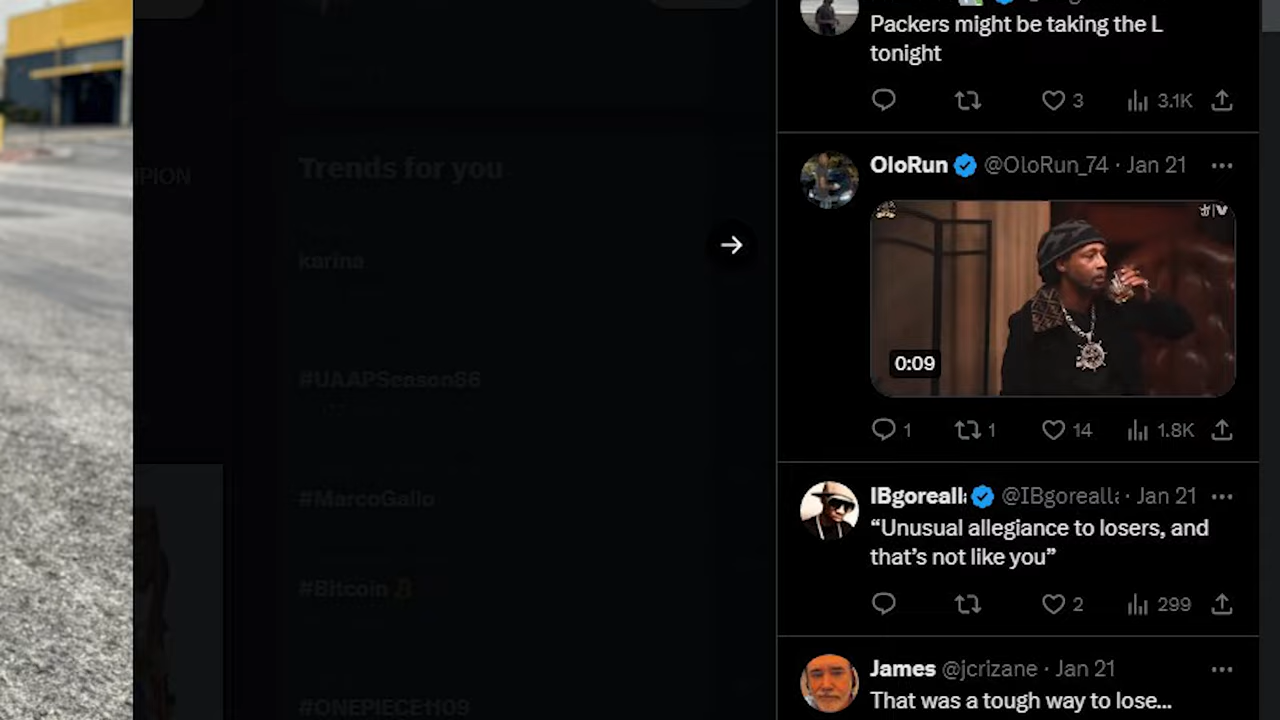 Packers might be taking the L
tonight
3
3.1K
PION
Trends for you
karina
#UAAPSeason86
#MarcoGallo
#Bitcoin
#ONEPIECE1109
OloRun @OloRun_74 · Jan 21
0:09
1
1
14
1.8K
IBgoreall @IBgorealla · Jan 21
“Unusual allegiance to losers, and
that’s not like you”
2
299
James @jcrizane · Jan 21
That was a tough way to lose...